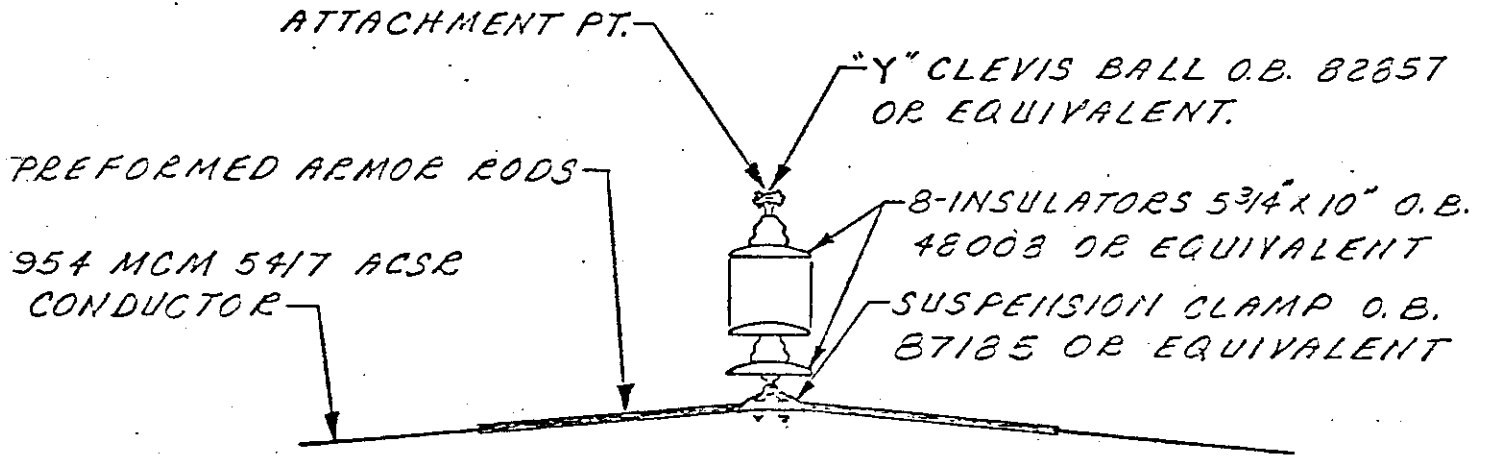 ATTACHMENT PT.
"Y" CLEVIS BALL O.B. 82857
OR EQUIVALENT.
PREFORMED ARMOR RODS
8-INSULATORS 5 3/4" X 10" O.B.
48008 OR EQUIVALENT
954 MCM 54/7 ACSR
CONDUCTOR
SUSPENSION CLAMP O.B.
87185 OR EQUIVALENT